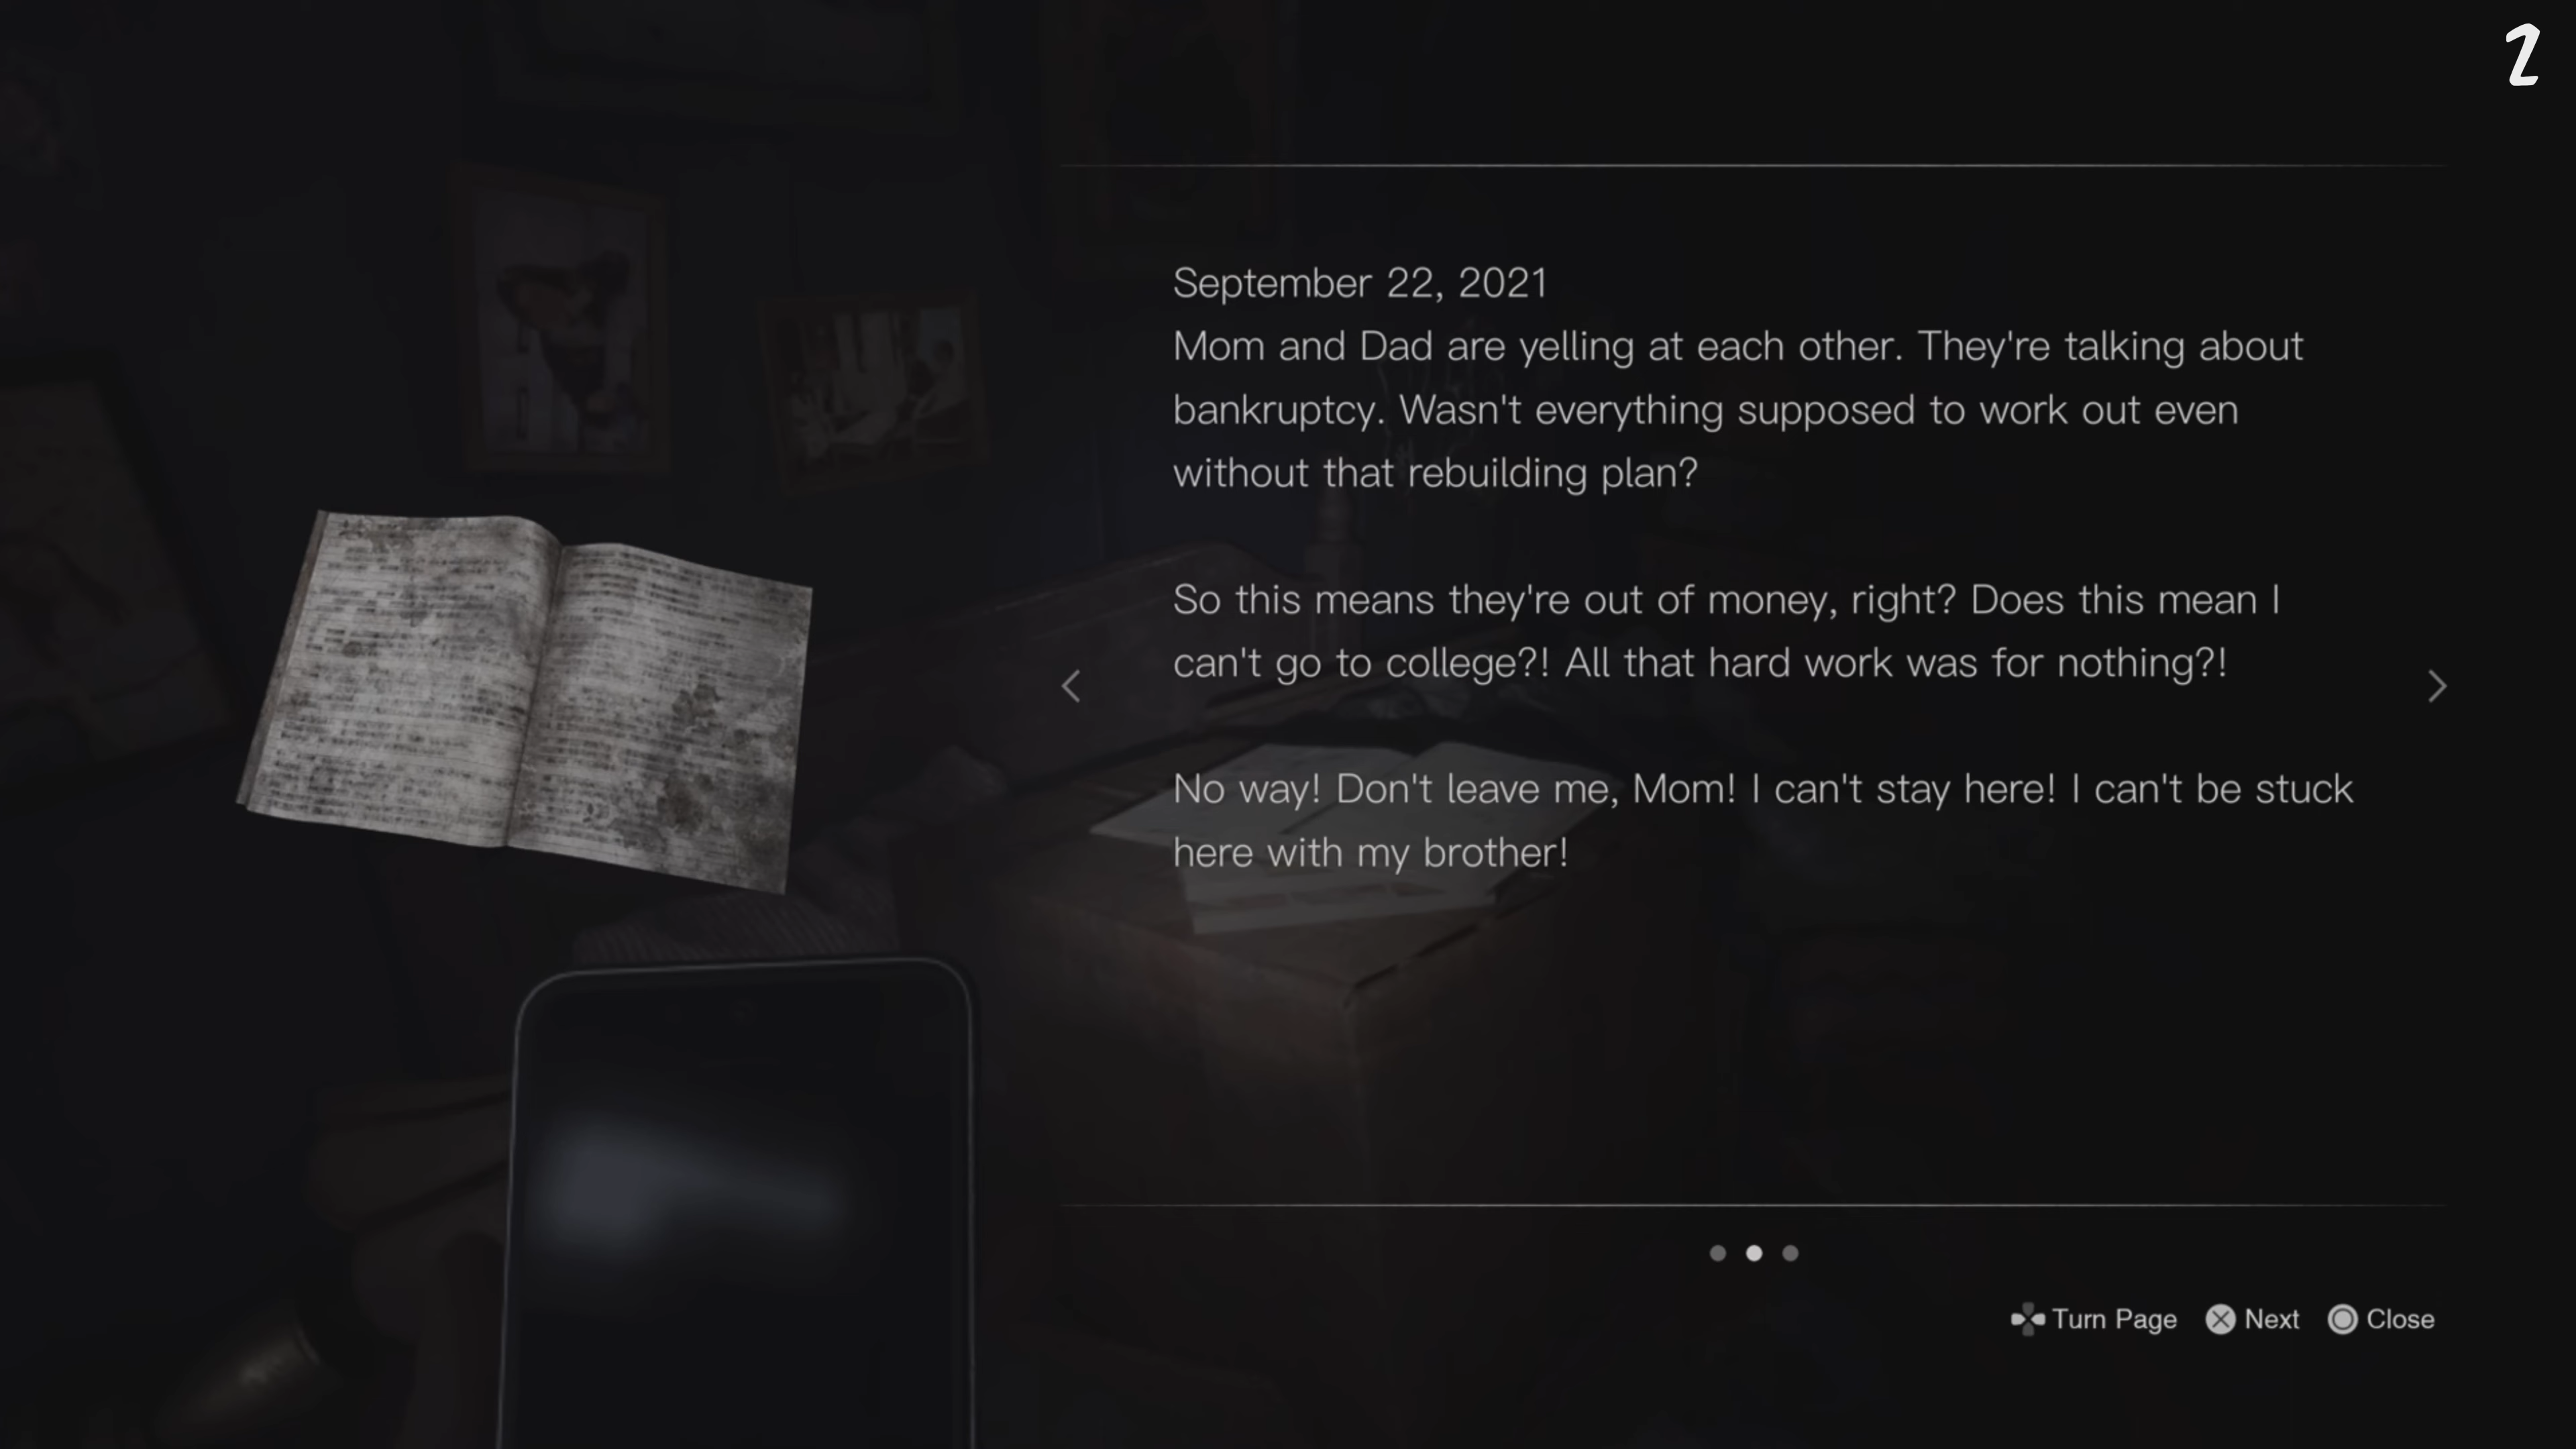 2
September 22, 2021
Mom and Dad are yelling at each other. They're talking about
bankruptcy. Wasn't everything supposed to work out even
without that rebuilding plan?
So this means they're out of money, right? Does this mean I
can't go to college?! All that hard work was for nothing?!
No way! Don't leave me, Mom! I can't stay here! I can't be stuck
here with my brother!
Turn Page Next Close